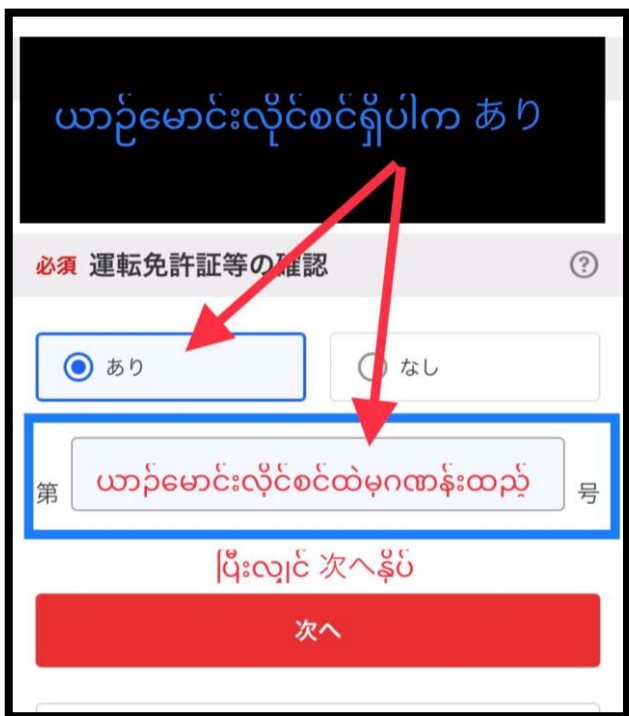 ယာဉ်မောင်းလိုင်စင်ရှိပါက あり
必須 運転免許証等の確認 ?
あり なし
第 ယာဉ်မောင်းလိုင်စင်ထဲမှဂဏန်းထည့် 号
ပြီးလျှင် 次へနှိပ်
次へ